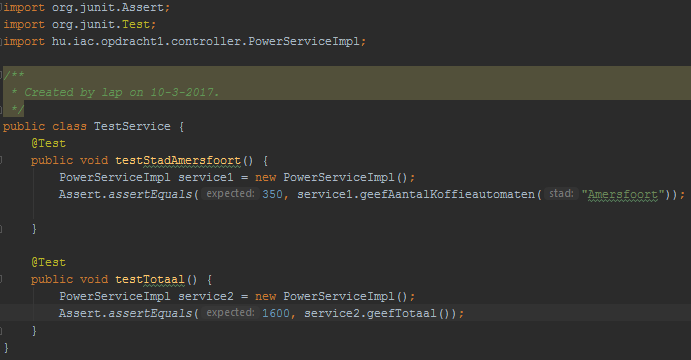 import org.junit.Assert;
import org.junit.Test;
import hu.iac.opdracht1.controller.PowerServiceImpl;
/**
* Created by lap on 10-3-2017.
*/
public class TestService {
@Test
public void testStadAmersfoort() {
PowerServiceImpl service1 = new PowerServiceImpl();
Assert.assertEquals( expected: 350, service1.geefAantalKoffieautomaten( stad: "Amersfoort"));
}
@Test
public void testTotaal() {
PowerServiceImpl service2 = new PowerServiceImpl();
Assert.assertEquals( expected: 1600, service2.geefTotaal());
}
}